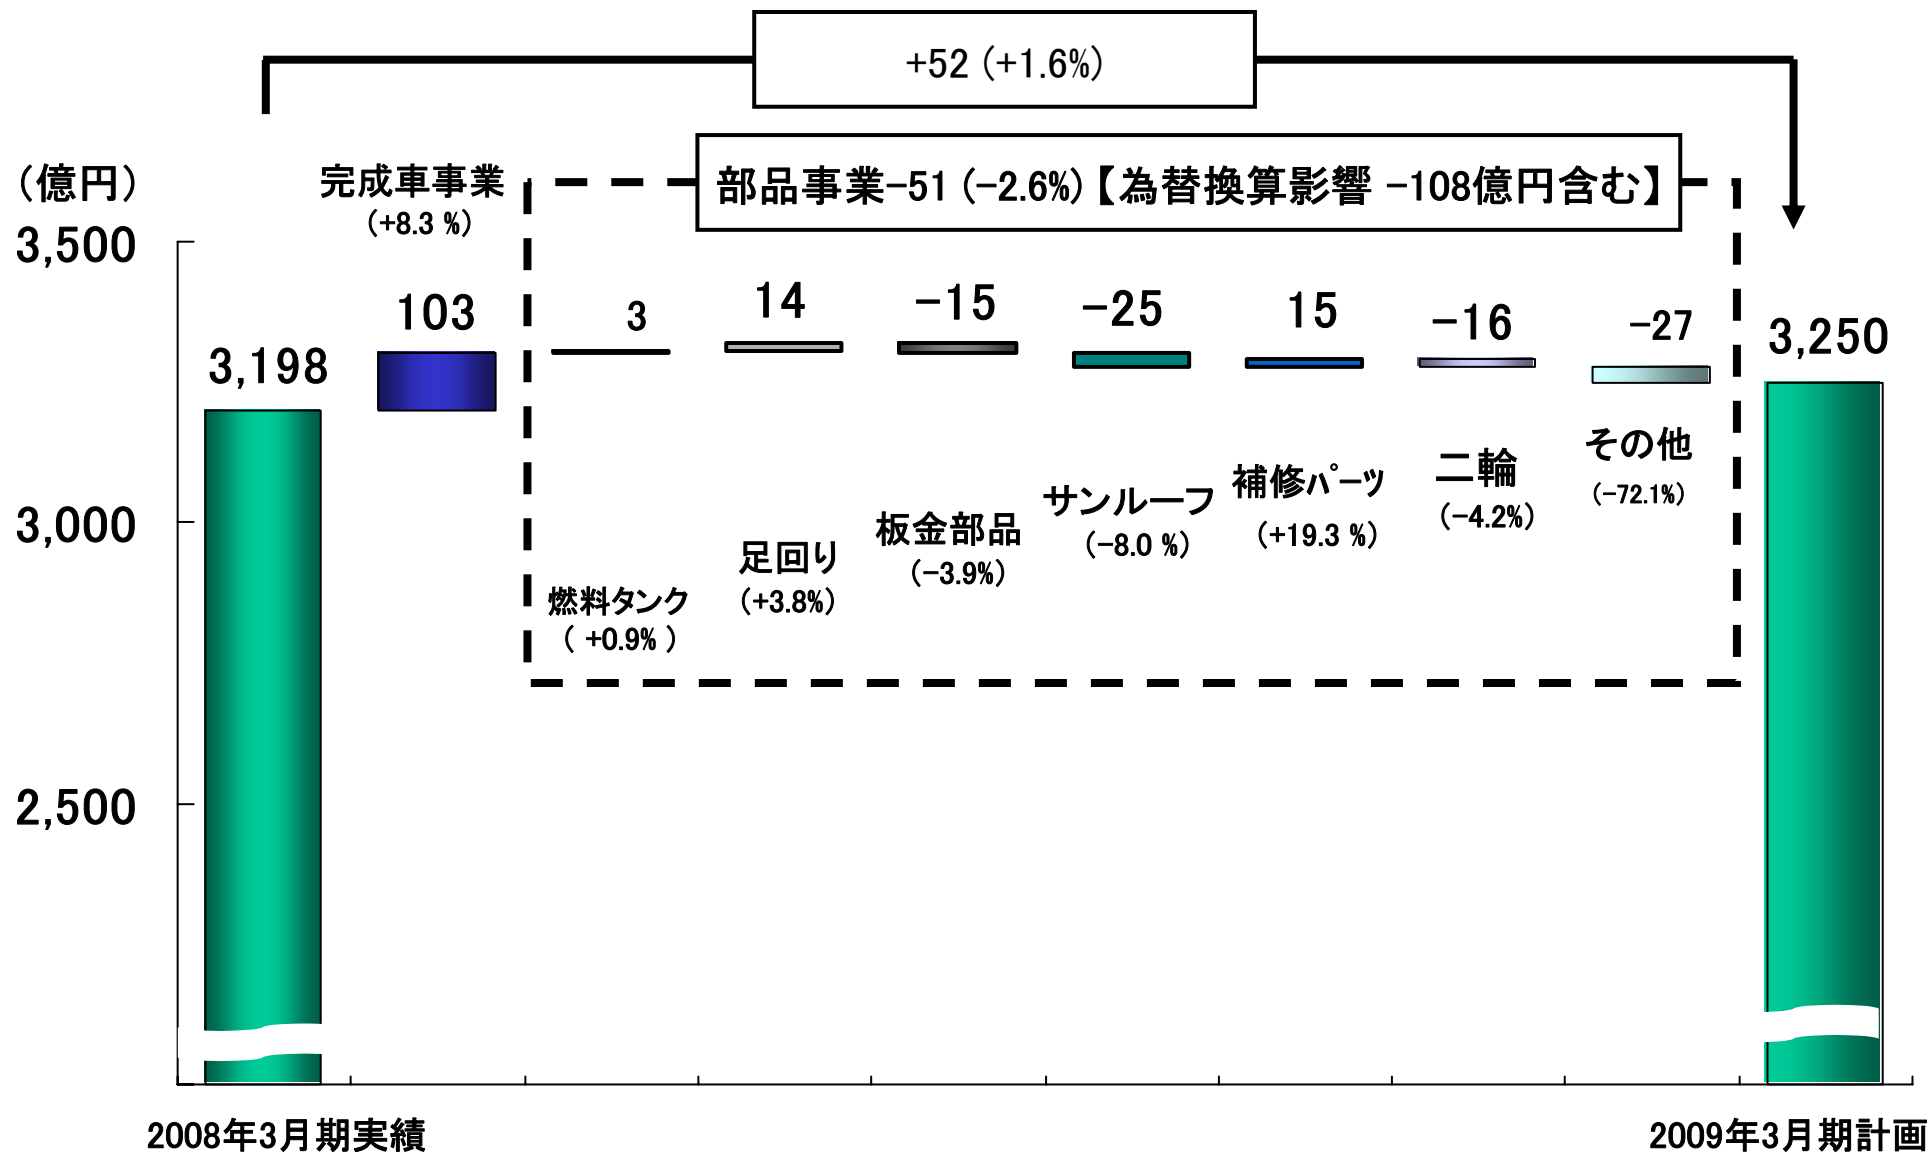 +52 (+1.6%)
部品事業-51 (-2.6%)【為替換算影響 -108億円含む】
（億円）
完成車事業
(+8.3 %)
3,500
3,000
2,500
3,198
103
3
14
-15
-25
15
-16
-27
3,250
燃料タンク
( +0.9% )
足回り
(+3.8%)
板金部品
(-3.9%)
サンルーフ
(-8.0 %)
補修ﾊﾟｰﾂ
(+19.3 %)
二輪
(-4.2%)
その他
(-72.1%)
2008年3月期実績
2009年3月期計画